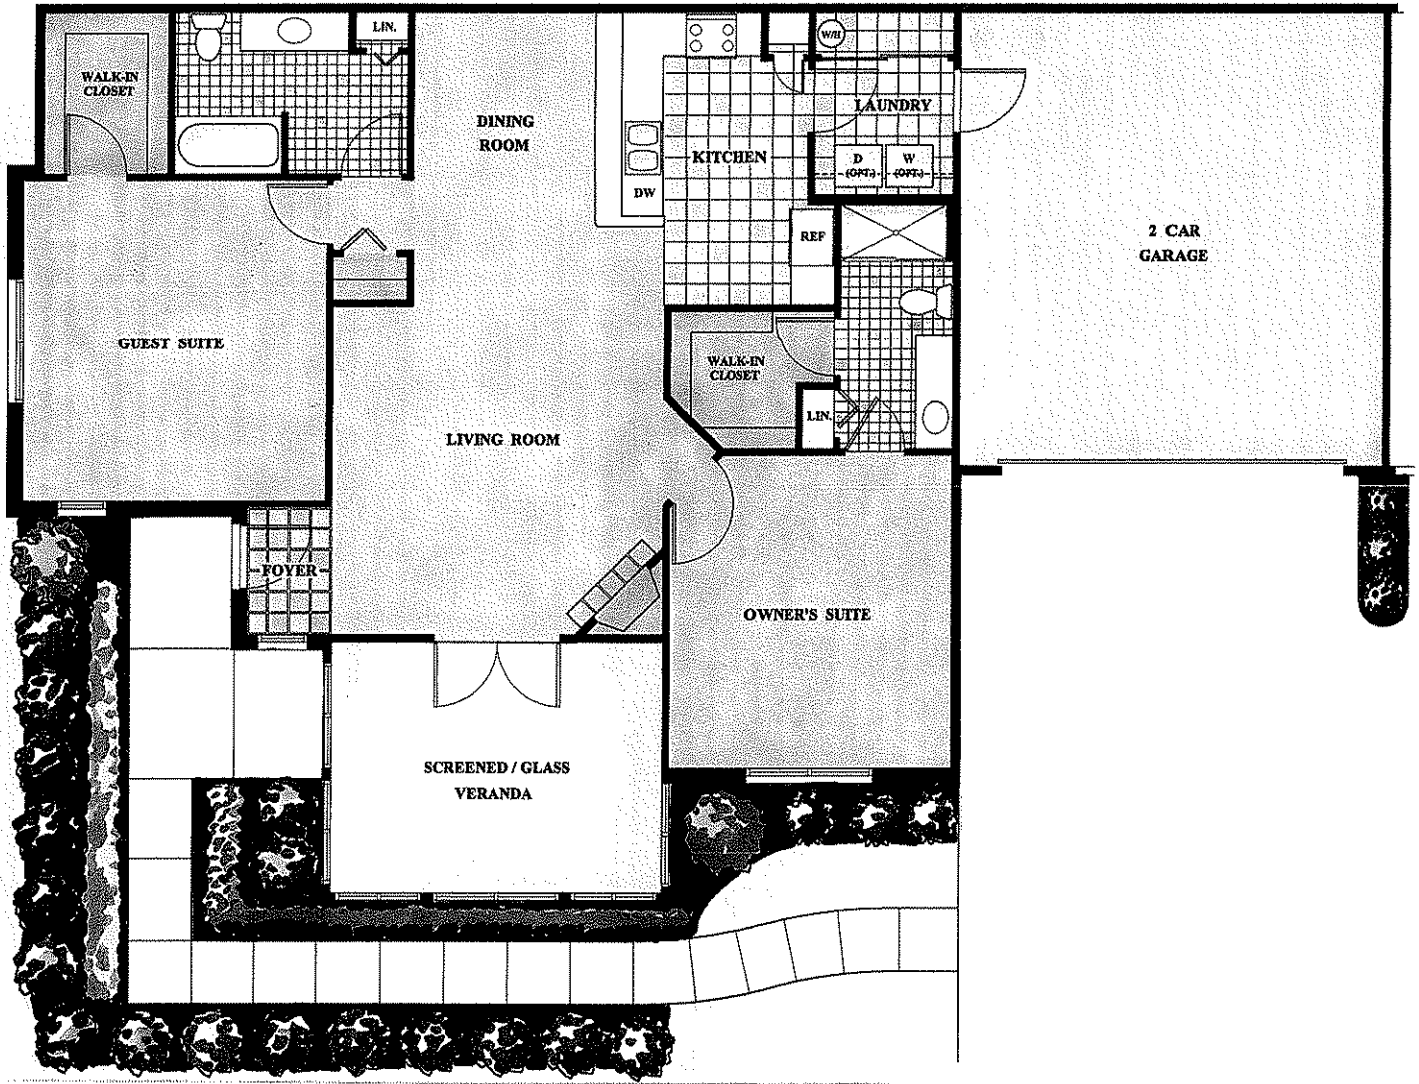 LIN.
W/H
WALK-IN
CLOSET
LAUNDRY
DINING
ROOM
KITCHEN
D
(OPT.)
W
(OPT.)
DW
REF
2 CAR
GARAGE
GUEST SUITE
WALK-IN
CLOSET
LIN.
LIVING ROOM
FOYER
OWNER'S SUITE
SCREENED / GLASS
VERANDA